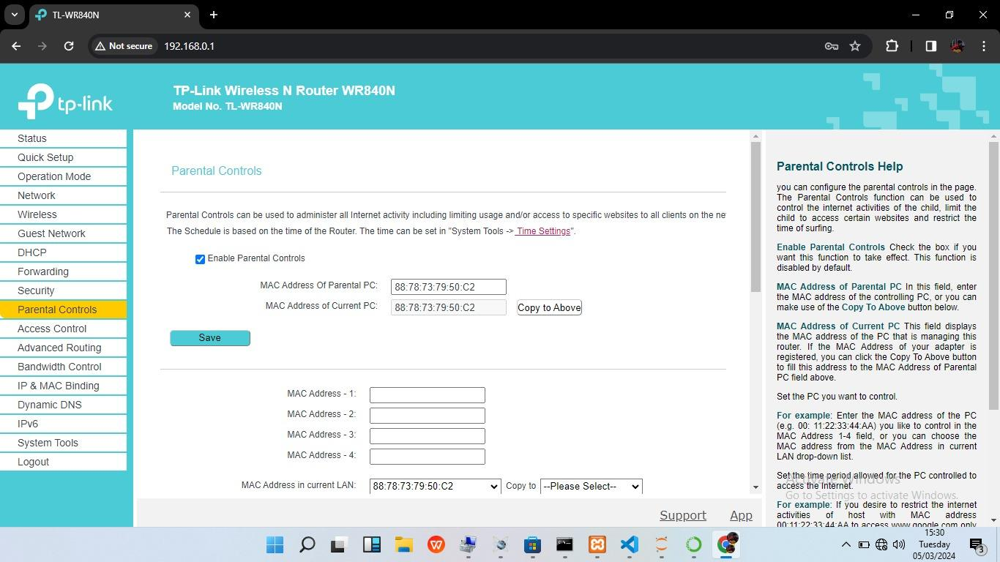 TL-WR840N
Not secure
192.168.0.1
tp-link
TP-Link Wireless N Router WR840N
Model No. TL-WR840N
Status
Quick Setup
Operation Mode
Network
Wireless
Guest Network
DHCP
Forwarding
Security
Parental Controls
Access Control
Advanced Routing
Bandwidth Control
IP & MAC Binding
Dynamic DNS
IPv6
System Tools
Logout
Parental Controls
Parental Controls can be used to administer all Internet activity including limiting usage and/or access to specific websites to all clients on the ne
The Schedule is based on the time of the Router. The time can be set in "System Tools -> Time Settings".
Enable Parental Controls
MAC Address Of Parental PC: 88:78:73:79:50:C2
MAC Address of Current PC: 88:78:73:79:50:C2 Copy to Above
Save
MAC Address - 1:
MAC Address - 2:
MAC Address - 3:
MAC Address - 4:
MAC Address in current LAN: 88:78:73:79:50:C2 Copy to --Please Select--
Support App
Parental Controls Help
you can configure the parental controls in the page.
The Parental Controls function can be used to
control the internet activities of the child, limit the
child to access certain websites and restrict the
time of surfing.
Enable Parental Controls Check the box if you
want this function to take effect. This function is
disabled by default.
MAC Address of Parental PC In this field, enter
the MAC address of the controlling PC, or you can
make use of the Copy To Above button below.
MAC Address of Current PC This field displays
the MAC address of the PC that is managing this
router. If the MAC Address of your adapter is
registered, you can click the Copy To Above button
to fill this address to the MAC Address of Parental
PC field above.
Set the PC you want to control.
For example: Enter the MAC address of the PC
(e.g. 00: 11:22:33:44:AA) you like to control in the
MAC Address 1-4 field, or you can choose the
MAC address from the MAC Address in current
LAN drop-down list.
Set the time period allowed for the PC controlled to
access the Internet.
For example: If you desire to restrict the internet
activities of host with MAC address
00:11:22:33:44:AA to access www.google.com only
Activate Windows
Go to Settings to activate Windows.
15:30
Tuesday
05/03/2024
3